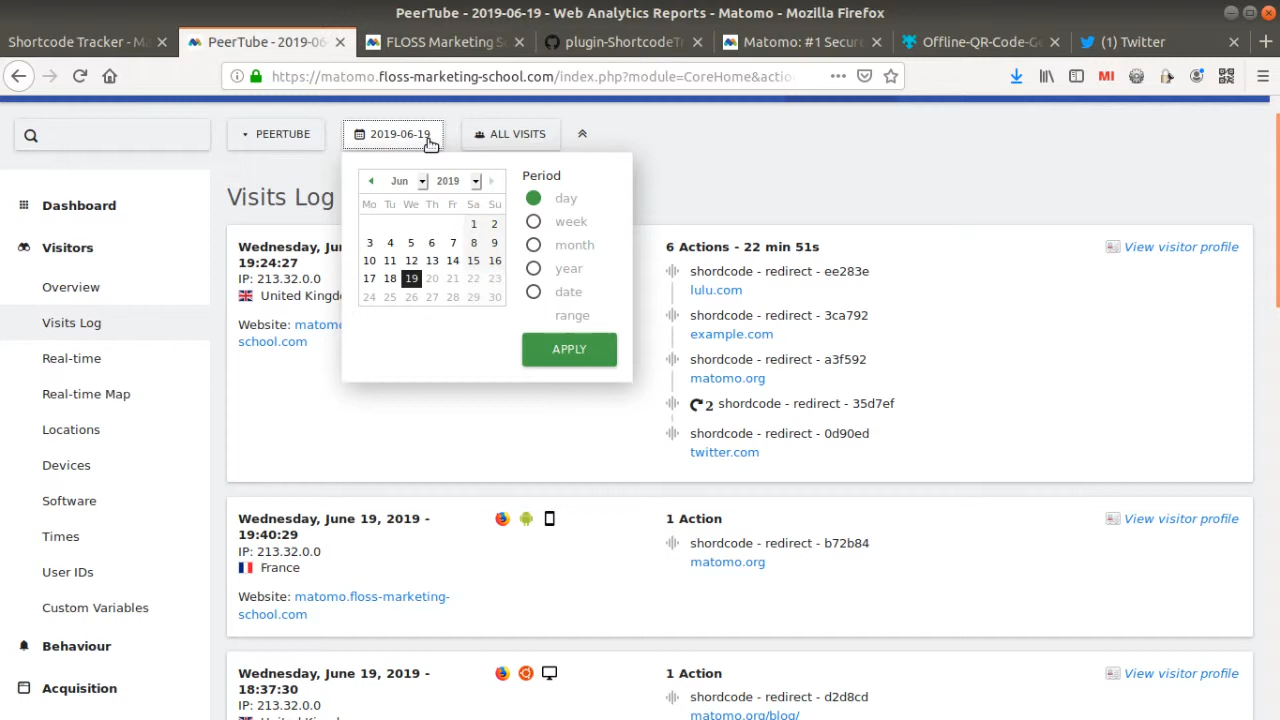 PeerTube - 2019-06-19 - Web Analytics Reports - Matomo - Mozilla Firefox
Shortcode Tracker - Ma
PeerTube - 2019-06-
FLOSS Marketing S
plugin-ShortcodeT
Matomo: #1 Secure
Offline-QR-Code-G
(1) Twitter
https://matomo.floss-marketing-school.com/index.php?module=CoreHome&actio
MI
PEERTUBE
2019-06-19
ALL VISITS
Jun 2019
Mo Tu We Th Fr Sa Su
1 2
3 4 5 6 7 8 9
10 11 12 13 14 15 16
17 18 19 20 21 22 23
24 25 26 27 28 29 30
Period
day
week
month
year
date
range
APPLY
Dashboard
Visitors
Overview
Visits Log
Real-time
Real-time Map
Locations
Devices
Software
Times
User IDs
Custom Variables
Behaviour
Acquisition
Visits Log
Wednesday, J
19:24:27
IP: 213.32.0.0
United Kingd
Website: matomo
school.com
6 Actions - 22 min 51s
View visitor profile
shordcode - redirect - ee283e
lulu.com
shordcode - redirect - 3ca792
example.com
shordcode - redirect - a3f592
matomo.org
2 shordcode - redirect - 35d7ef
shordcode - redirect - 0d90ed
twitter.com
Wednesday, June 19, 2019 -
19:40:29
IP: 213.32.0.0
France
Website: matomo.floss-marketing-
school.com
1 Action
View visitor profile
shordcode - redirect - b72b84
matomo.org
Wednesday, June 19, 2019 -
18:37:30
IP: 213.32.0.0
United Kingdom
1 Action
View visitor profile
shordcode - redirect - d2d8cd
matomo.org/blog/